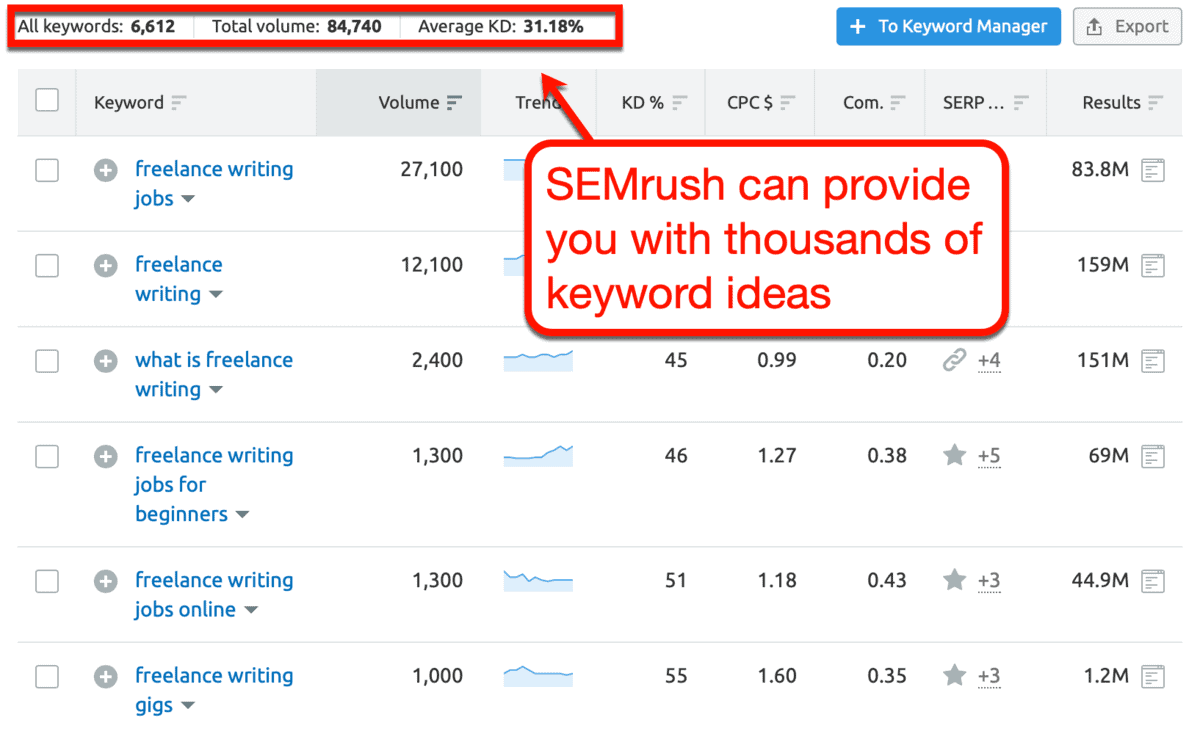 All keywords: 6,612 Total volume: 84,740 Average KD: 31.18%
+ To Keyword Manager
Export
Keyword Volume Trend KD % CPC $ Com. SERP ... Results
freelance writing jobs 27,100 83.8M
freelance writing 12,100 159M
SEMrush can provide
you with thousands of
keyword ideas
what is freelance writing 2,400 45 0.99 0.20 +4 151M
freelance writing jobs for beginners 1,300 46 1.27 0.38 +5 69M
freelance writing jobs online 1,300 51 1.18 0.43 +3 44.9M
freelance writing gigs 1,000 55 1.60 0.35 +3 1.2M